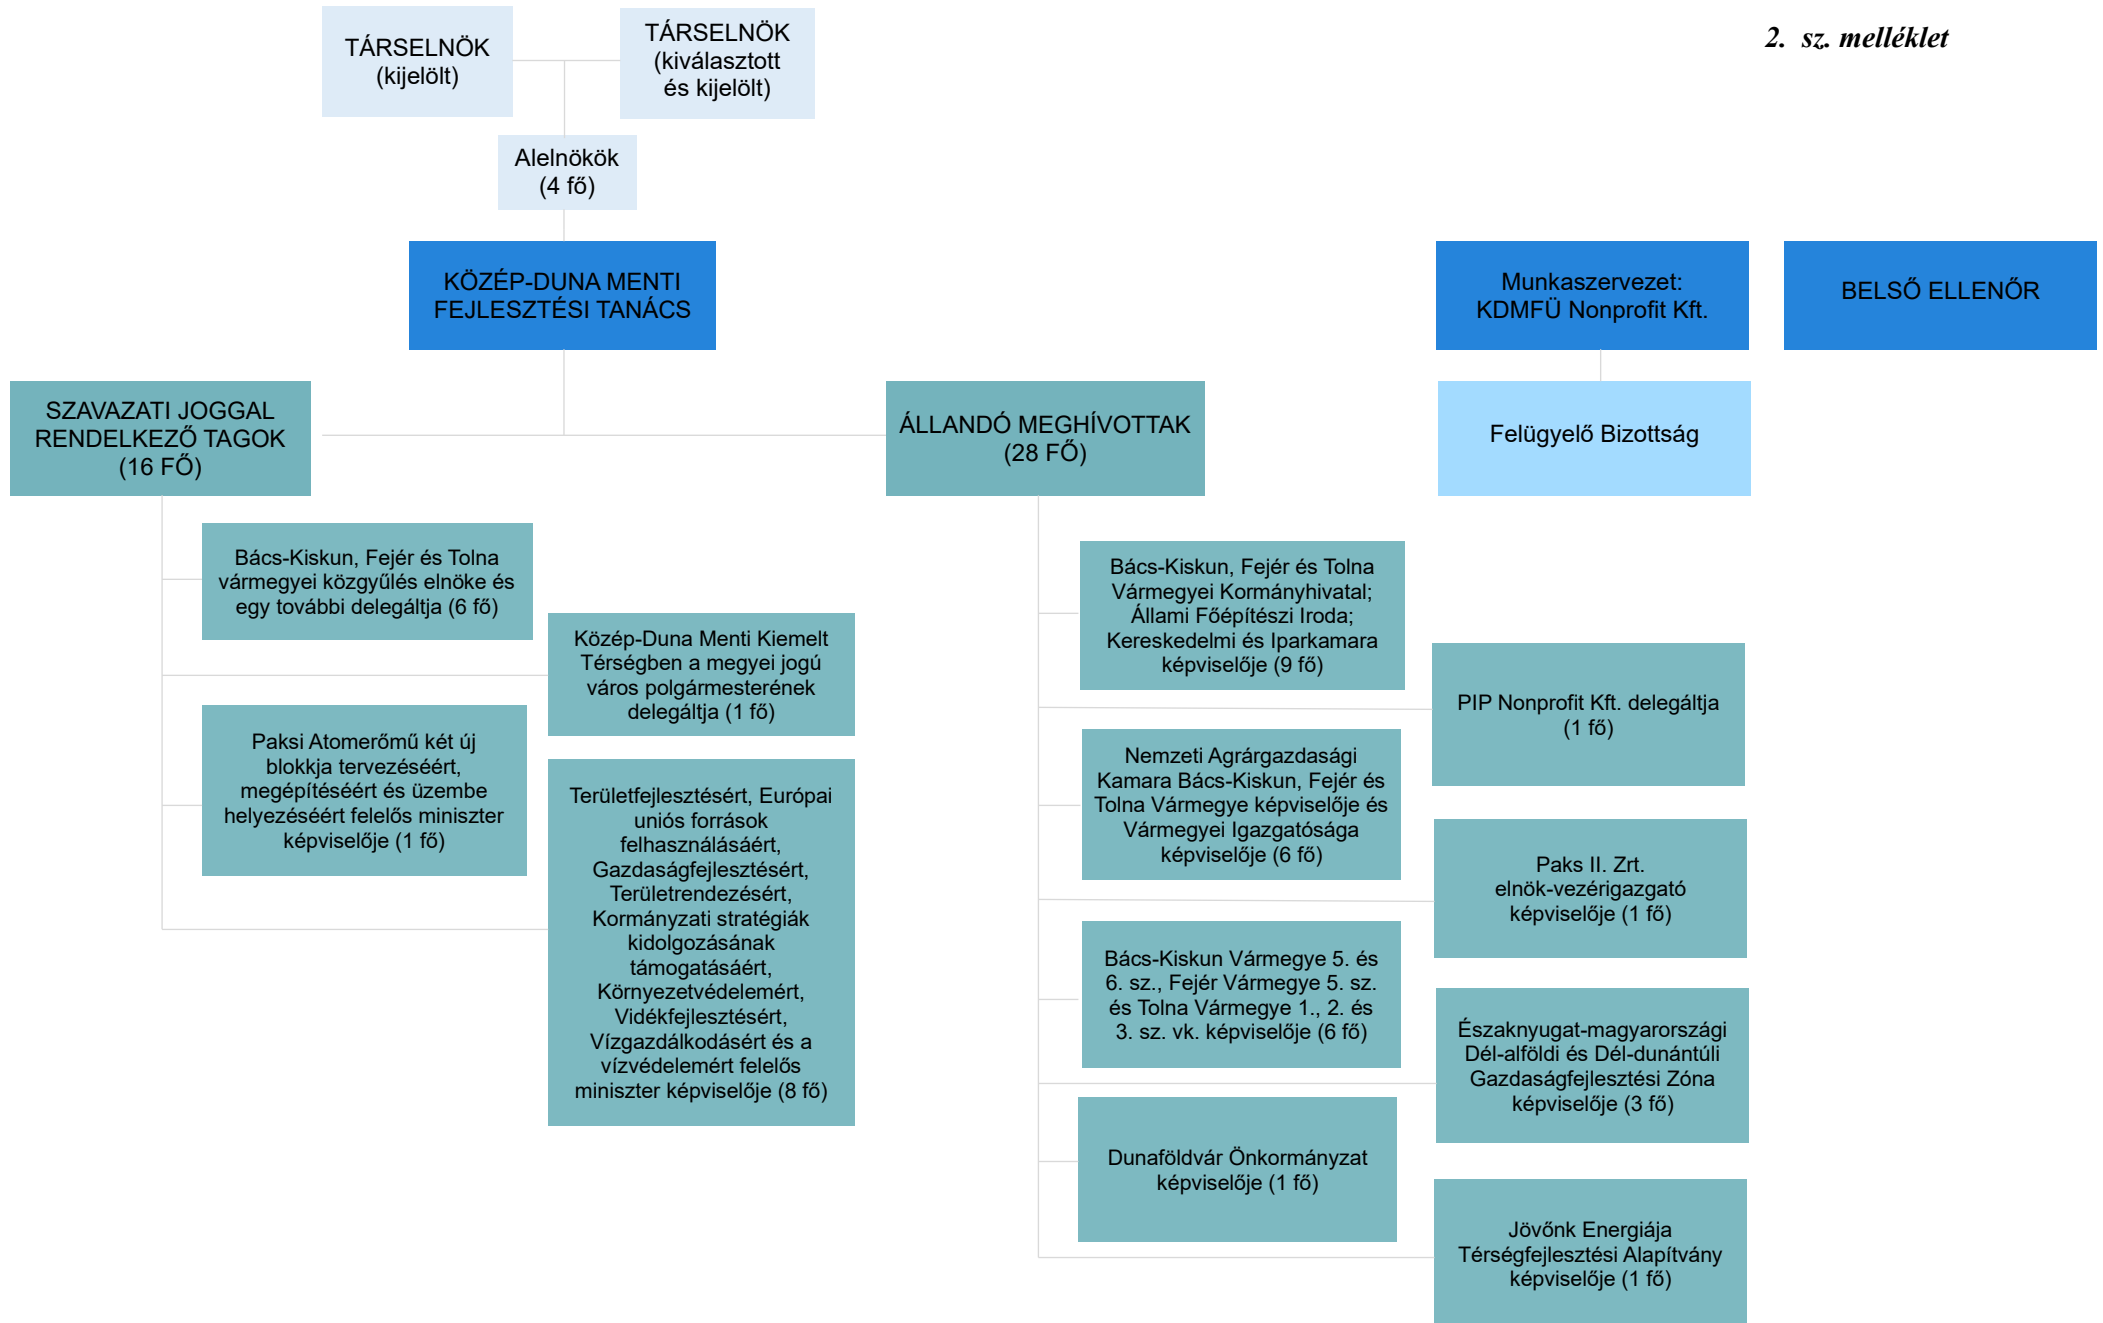 2. sz. melléklet
TÁRSELNÖK
(kijelölt)
TÁRSELNÖK
(kiválasztott
és kijelölt)
Alelnökök
(4 fő)
KÖZÉP-DUNA MENTI
FEJLESZTÉSI TANÁCS
Munkaszervezet:
KDMFÜ Nonprofit Kft.
BELSŐ ELLENŐR
SZAVAZATI JOGGAL
RENDELKEZŐ TAGOK
(16 FŐ)
ÁLLANDÓ MEGHÍVOTTAK
(28 FŐ)
Felügyelő Bizottság
Bács-Kiskun, Fejér és Tolna
vármegyei közgyűlés elnöke és
egy további delegáltja (6 fő)
Közép-Duna Menti Kiemelt
Térségben a megyei jogú
város polgármesterének
delegáltja (1 fő)
Paksi Atomerőmű két új
blokkja tervezéséért,
megépítéséért és üzembe
helyezéséért felelős miniszter
képviselője (1 fő)
Területfejlesztésért, Európai
uniós források
felhasználásáért,
Gazdaságfejlesztésért,
Területrendezésért,
Kormányzati stratégiák
kidolgozásának
támogatásáért,
Környezetvédelemért,
Vidékfejlesztésért,
Vízgazdálkodásért és a
vízvédelemért felelős
miniszter képviselője (8 fő)
Bács-Kiskun, Fejér és Tolna
Vármegyei Kormányhivatal;
Állami Főépítészi Iroda;
Kereskedelmi és Iparkamara
képviselője (9 fő)
PIP Nonprofit Kft. delegáltja
(1 fő)
Nemzeti Agrárgazdasági
Kamara Bács-Kiskun, Fejér és
Tolna Vármegye képviselője és
Vármegyei Igazgatósága
képviselője (6 fő)
Paks II. Zrt.
elnök-vezérigazgató
képviselője (1 fő)
Bács-Kiskun Vármegye 5. és
6. sz., Fejér Vármegye 5. sz.
és Tolna Vármegye 1., 2. és
3. sz. vk. képviselője (6 fő)
Északnyugat-magyarországi
Dél-alföldi és Dél-dunántúli
Gazdaságfejlesztési Zóna
képviselője (3 fő)
Dunaföldvár Önkormányzat
képviselője (1 fő)
Jövőnk Energiája
Térségfejlesztési Alapítvány
képviselője (1 fő)